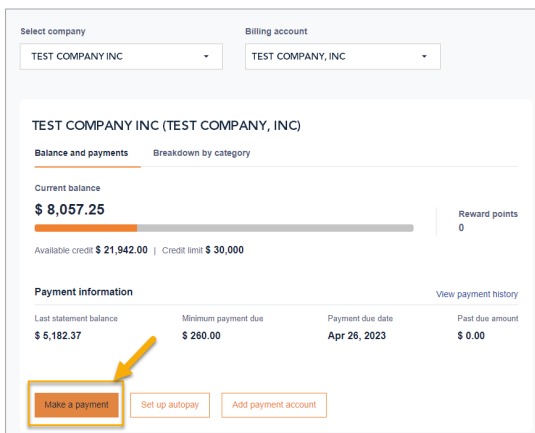 Select company Billing account
TEST COMPANY INC TEST COMPANY, INC
TEST COMPANY INC (TEST COMPANY, INC)
Balance and payments Breakdown by category
Current balance
$ 8,057.25
Reward points
0
Available credit $ 21,942.00 | Credit limit $ 30,000
Payment information View payment history
Last statement balance Minimum payment due Payment due date Past due amount
$ 5,182.37 $ 260.00 Apr 26, 2023 $ 0.00
Make a payment Set up autopay Add payment account